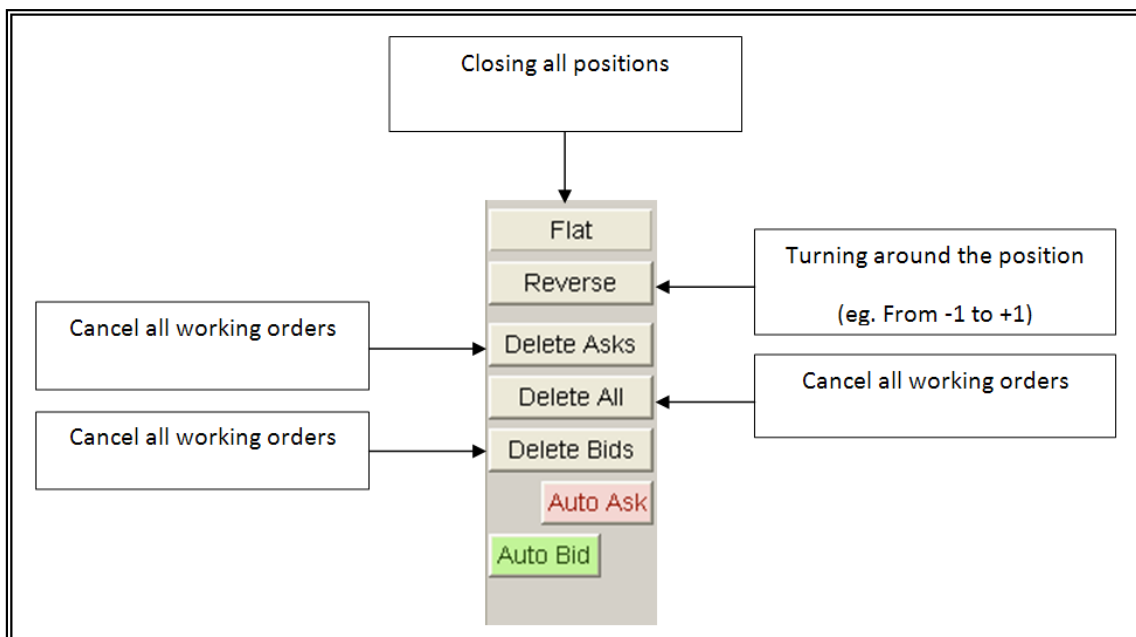 Closing all positions
Flat
Reverse
Turning around the position
(eg. From -1 to +1)
Cancel all working orders
Delete Asks
Delete All
Cancel all working orders
Cancel all working orders
Delete Bids
Auto Ask
Auto Bid